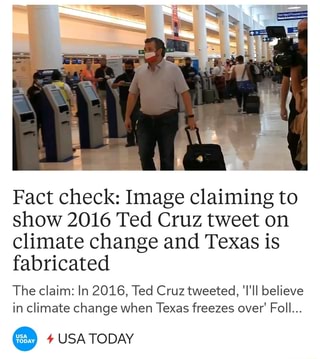 Fact check: Image claiming to
show 2016 Ted Cruz tweet on
climate change and Texas is
fabricated
The claim: In 2016, Ted Cruz tweeted, 'I'll believe
in climate change when Texas freezes over' Foll...
USA
TODAY
USA TODAY